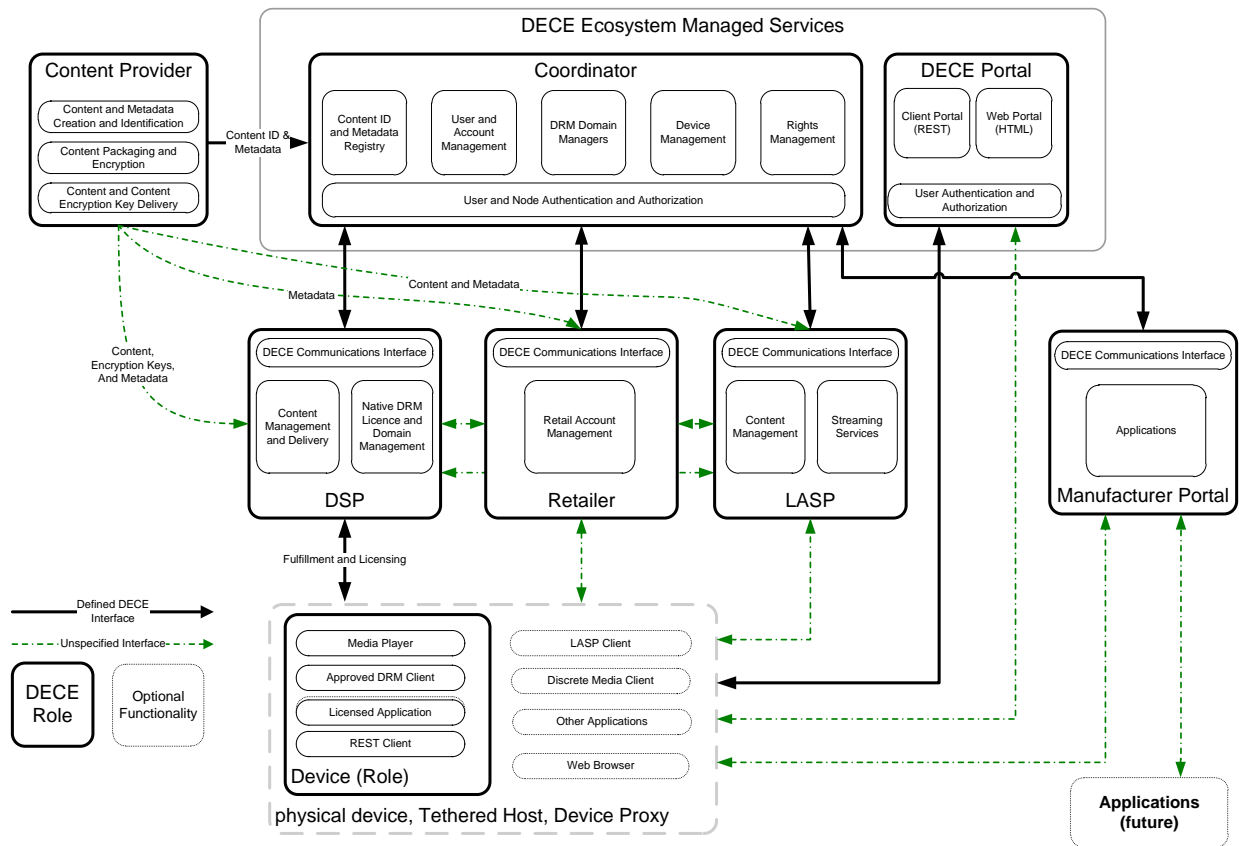 DECE Ecosystem Managed Services
Content Provider
Content and Metadata
Creation and Identification
Content Packaging and
Encryption
Content and Content
Encryption Key Delivery
Content ID &
Metadata
Coordinator
Content ID
and Metadata
Registry
User and
Account
Management
DRM Domain
Managers
Device
Management
Rights
Management
User and Node Authentication and Authorization
DECE Portal
Client Portal
(REST)
Web Portal
(HTML)
User Authentication and
Authorization
Content and Metadata
Metadata
Content,
Encryption Keys,
And Metadata
DECE Communications Interface
Content
Management
and Delivery
Native DRM
Licence and
Domain
Management
DSP
DECE Communications Interface
Retail Account
Management
Retailer
DECE Communications Interface
Content
Management
Streaming
Services
LASP
DECE Communications Interface
Applications
Manufacturer Portal
Fulfillment and Licensing
Defined DECE
Interface
Unspecified Interface
DECE
Role
Optional
Functionality
Media Player
Approved DRM Client
Licensed Application
REST Client
Device (Role)
LASP Client
Discrete Media Client
Other Applications
Web Browser
physical device, Tethered Host, Device Proxy
Applications
(future)